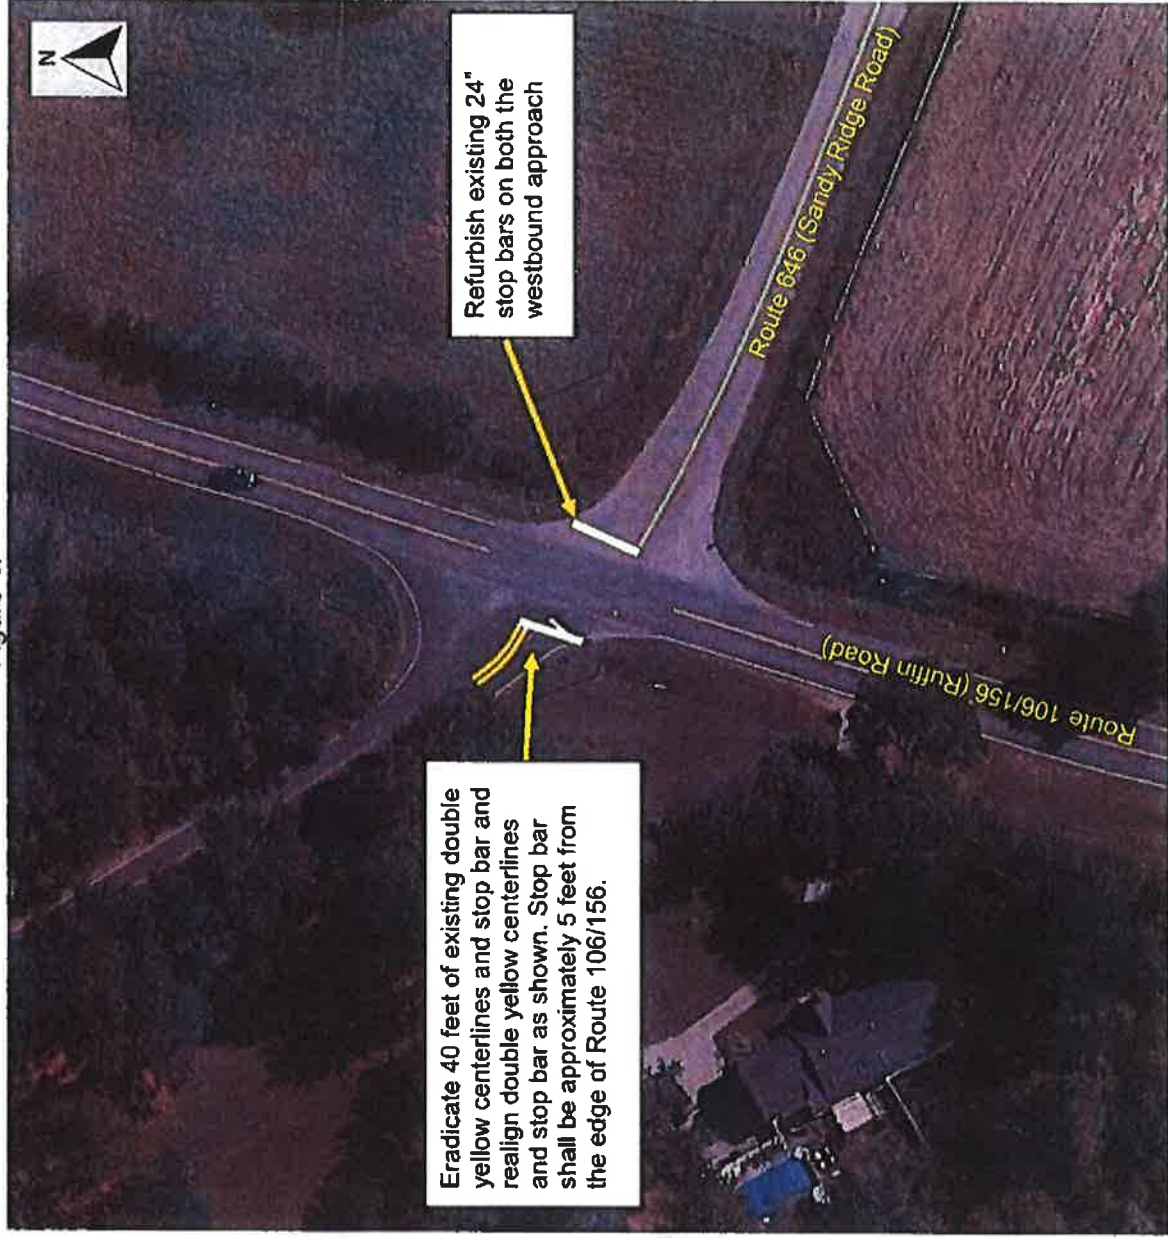 N
Refurbish existing 24"
stop bars on both the
westbound approach
Route 646 (Sandy Ridge Road)
Eradicate 40 feet of existing double
yellow centerlines and stop bar and
realign double yellow centerlines
and stop bar as shown. Stop bar
shall be approximately 5 feet from
the edge of Route 106/156.
Route 106/156 (Ruffin Road)